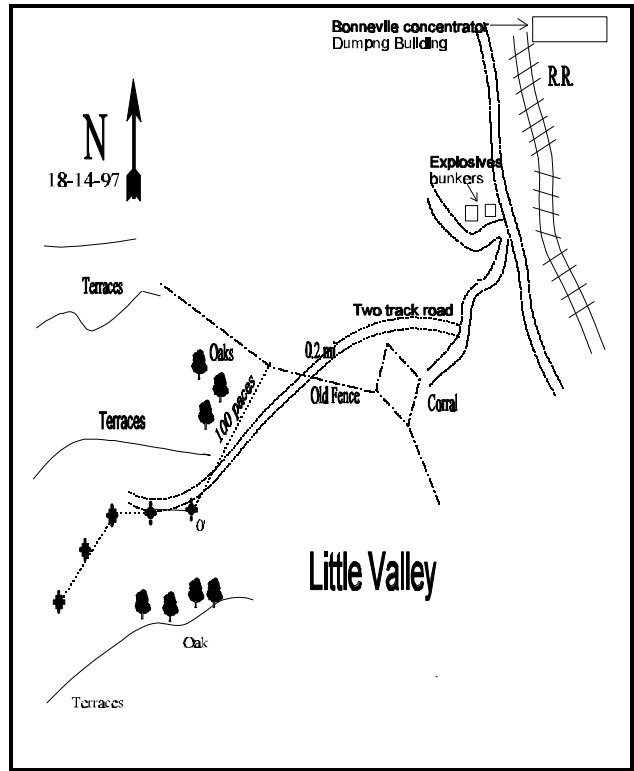 Bonneville concentrator
Dumpng Building
R.R.
N
18-14-97
Explosives
bunkers
Terraces
Two track road
0.2 mi
Oaks
100 paces
Old Fence
Corral
Terraces
0'
Little Valley
Oak
Terraces